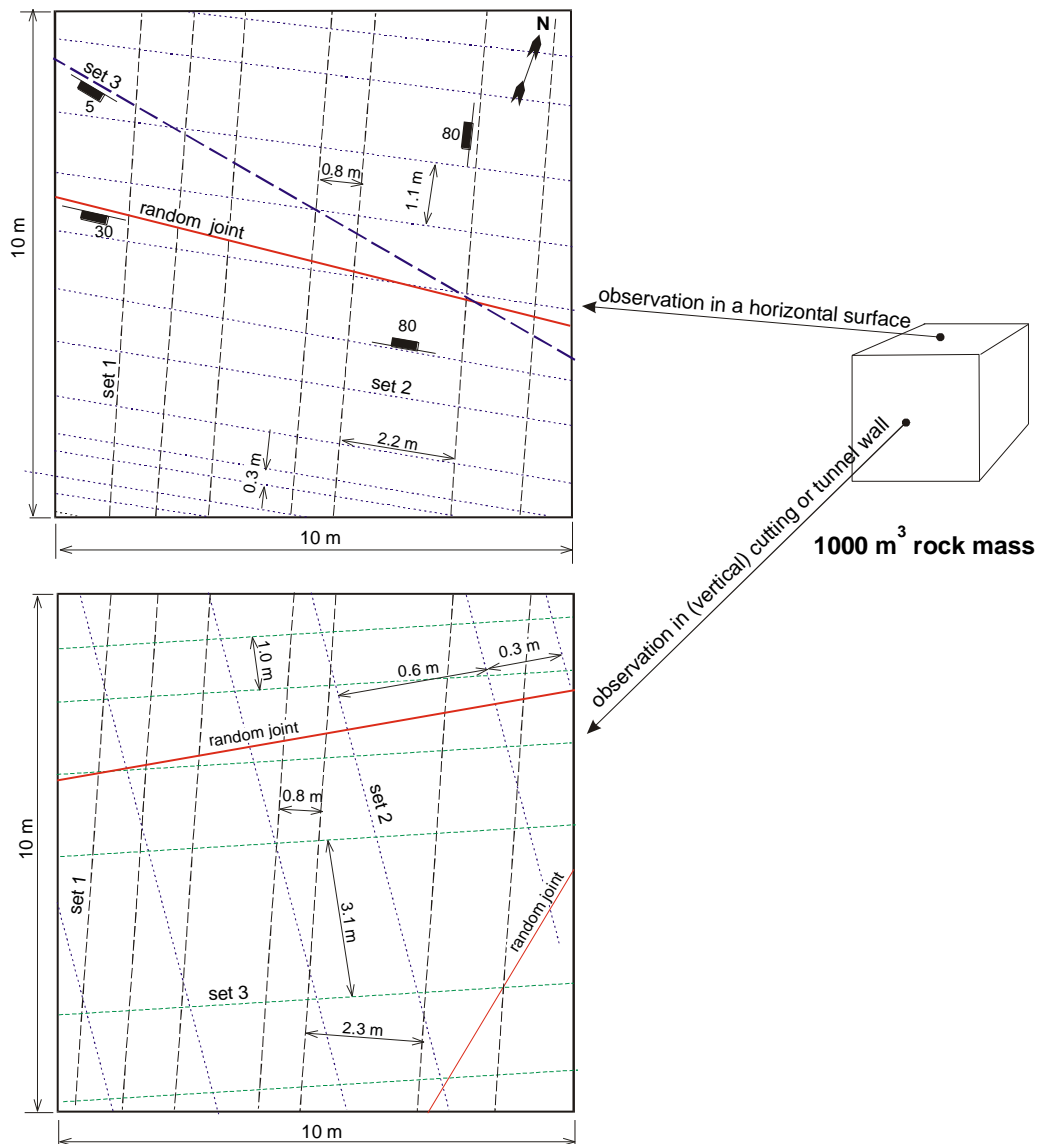 N
set 3
5
80
0.8 m
1.1 m
10 m
random joint
30
80
set 1
set 2
2.2 m
0.3 m
10 m
observation in a horizontal surface
observation in (vertical) cutting or tunnel wall
1000 m³ rock mass
1.0 m
0.6 m
0.3 m
random joint
0.8 m
set 2
10 m
set 1
3.1 m
random joint
set 3
2.3 m
10 m